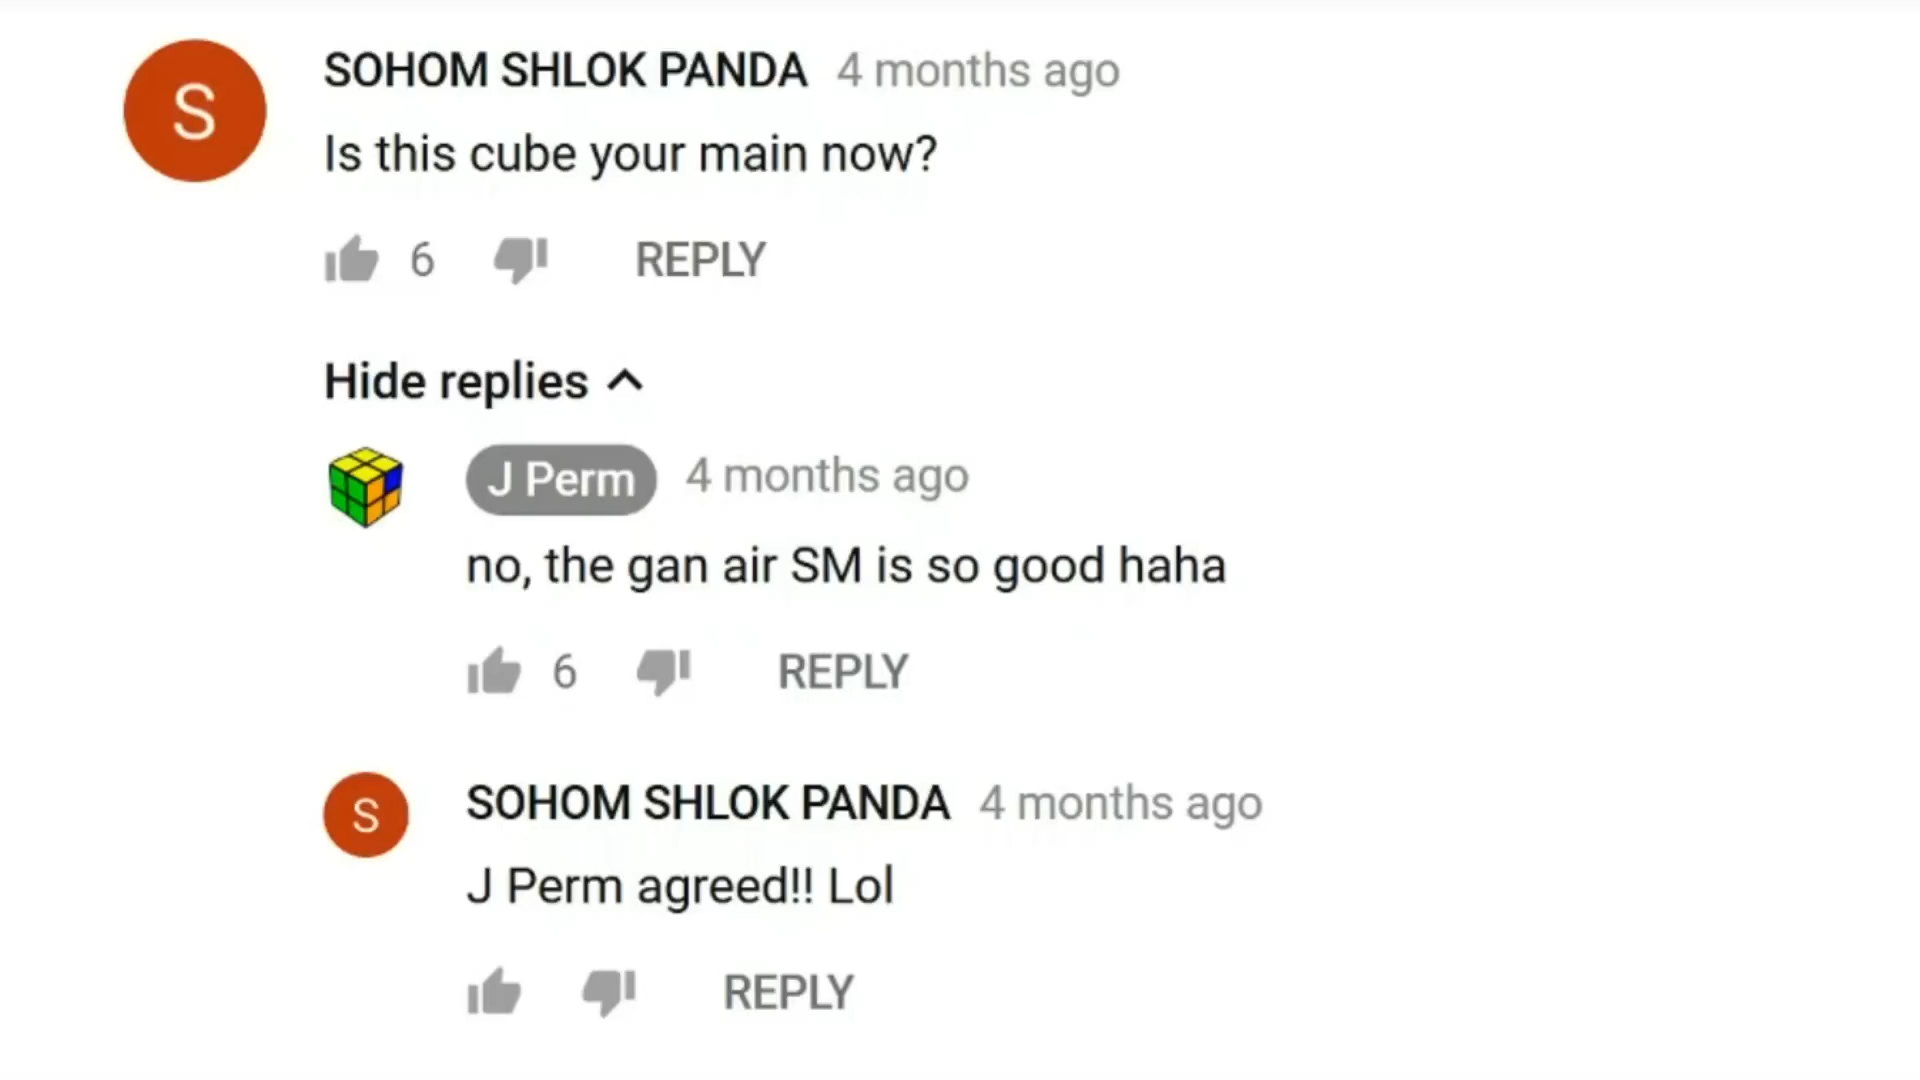 S
SOHOM SHLOK PANDA 4 months ago
Is this cube your main now?
6 REPLY
Hide replies
J Perm 4 months ago
no, the gan air SM is so good haha
6 REPLY
S
SOHOM SHLOK PANDA 4 months ago
J Perm agreed!! Lol
REPLY